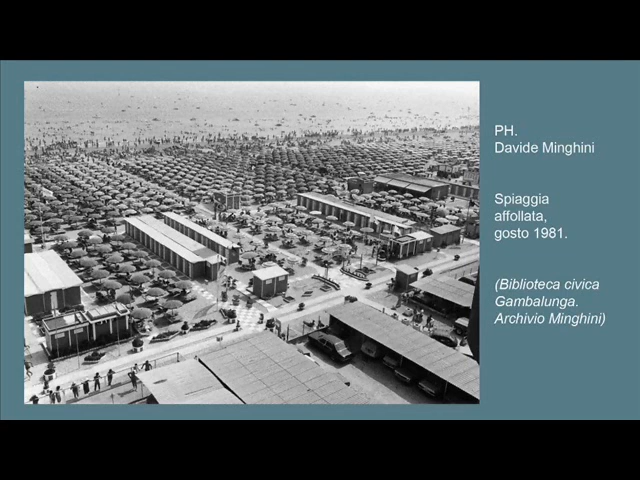 PH.
Davide Minghini
Spiaggia
affollata,
gosto 1981.
(Biblioteca civica
Gambalunga.
Archivio Minghini)